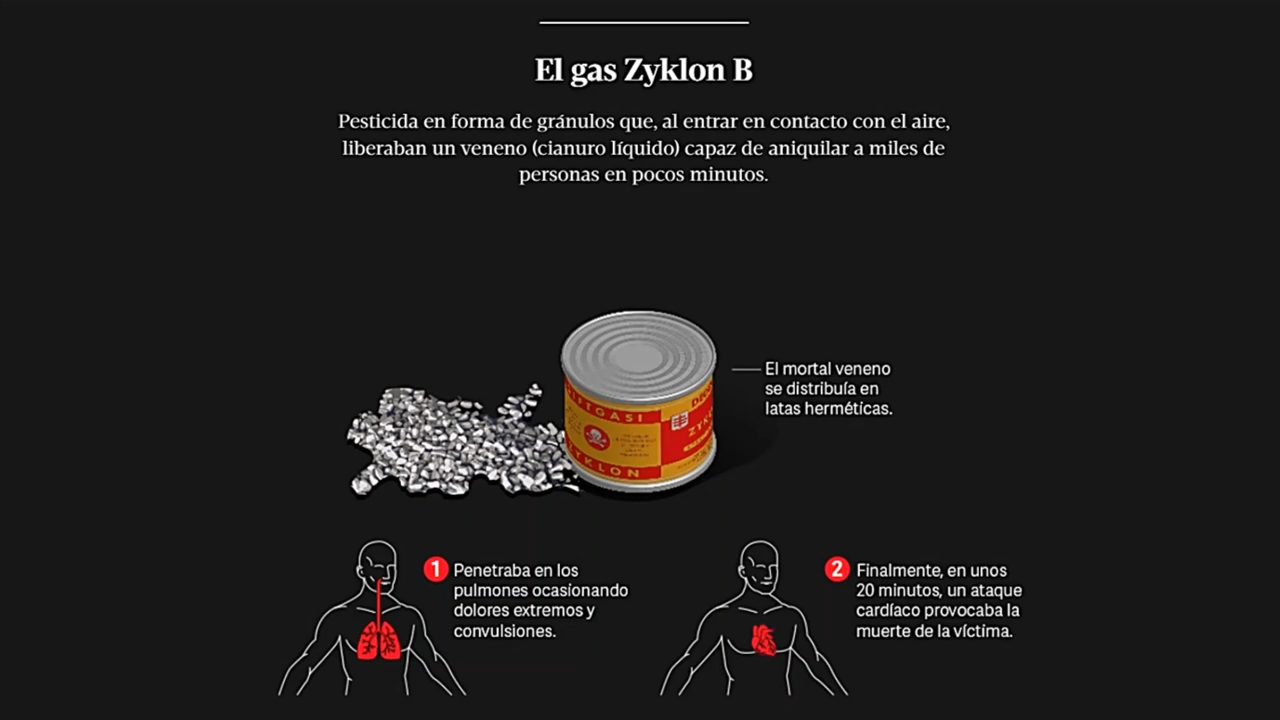 El gas Zyklon B
Pesticida en forma de gránulos que, al entrar en contacto con el aire,
liberaban un veneno (cianuro líquido) capaz de aniquilar a miles de
personas en pocos minutos.
El mortal veneno
se distribuía en
latas herméticas.
GIFTGAS!
ZYKLON
1 Penetraba en los
pulmones ocasionando
dolores extremos y
convulsiones.
2 Finalmente, en unos
20 minutos, un ataque
cardíaco provocaba la
muerte de la víctima.